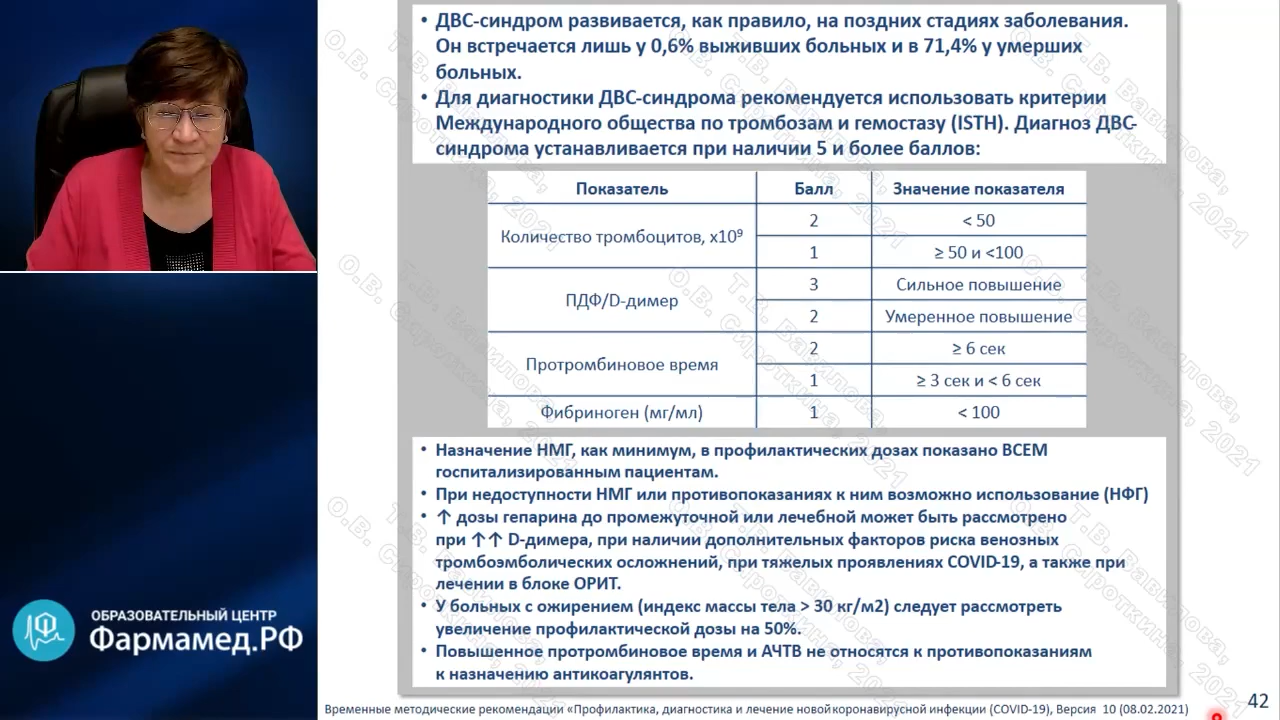 • ДВС-синдром развивается, как правило, на поздних стадиях заболевания.
Он встречается лишь у 0,6% выживших больных и в 71,4% у умерших
больных.
• Для диагностики ДВС-синдрома рекомендуется использовать критерии
Международного общества по тромбозам и гемостазу (ISTH). Диагноз ДВС-
синдрома устанавливается при наличии 5 и более баллов:
Показатель Балл Значение показателя
Количество тромбоцитов, х10⁹
2 < 50
1 ≥ 50 и <100
ПДФ/D-димер
3 Сильное повышение
2 Умеренное повышение
Протромбиновое время
2 ≥ 6 сек
1 ≥ 3 сек и < 6 сек
Фибриноген (мг/мл) 1 < 100
• Назначение НМГ, как минимум, в профилактических дозах показано ВСЕМ
госпитализированным пациентам.
• При недоступности НМГ или противопоказаниях к ним возможно использование (НФГ)
• ↑ дозы гепарина до промежуточной или лечебной может быть рассмотрено
при ↑↑ D-димера, при наличии дополнительных факторов риска венозных
тромбоэмболических осложнений, при тяжелых проявлениях COVID-19, а также при
лечении в блоке ОРИТ.
• У больных с ожирением (индекс массы тела > 30 кг/м2) следует рассмотреть
увеличение профилактической дозы на 50%.
• Повышенное протромбиновое время и АЧТВ не относятся к противопоказаниям
к назначению антикоагулянтов.
Временные методические рекомендации «Профилактика, диагностика и лечение новой коронавирусной инфекции (COVID-19), Версия 10 (08.02.2021)
42
ОБРАЗОВАТЕЛЬНЫЙ ЦЕНТР
Фармамед.РФ
Т.В. Вавилова,
О.В. Сироткина, 2021